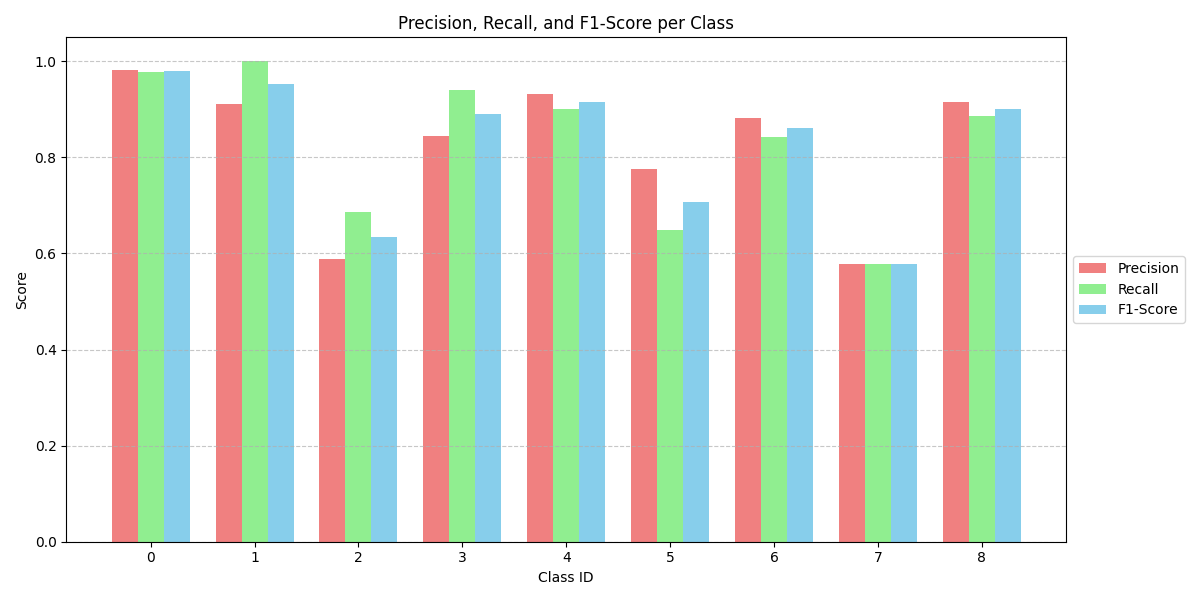 Precision, Recall, and F1-Score per Class
1.0
0.8
0.6
0.4
0.2
0.0
Score
0 1 2 3 4 5 6 7 8
Class ID
Precision
Recall
F1-Score